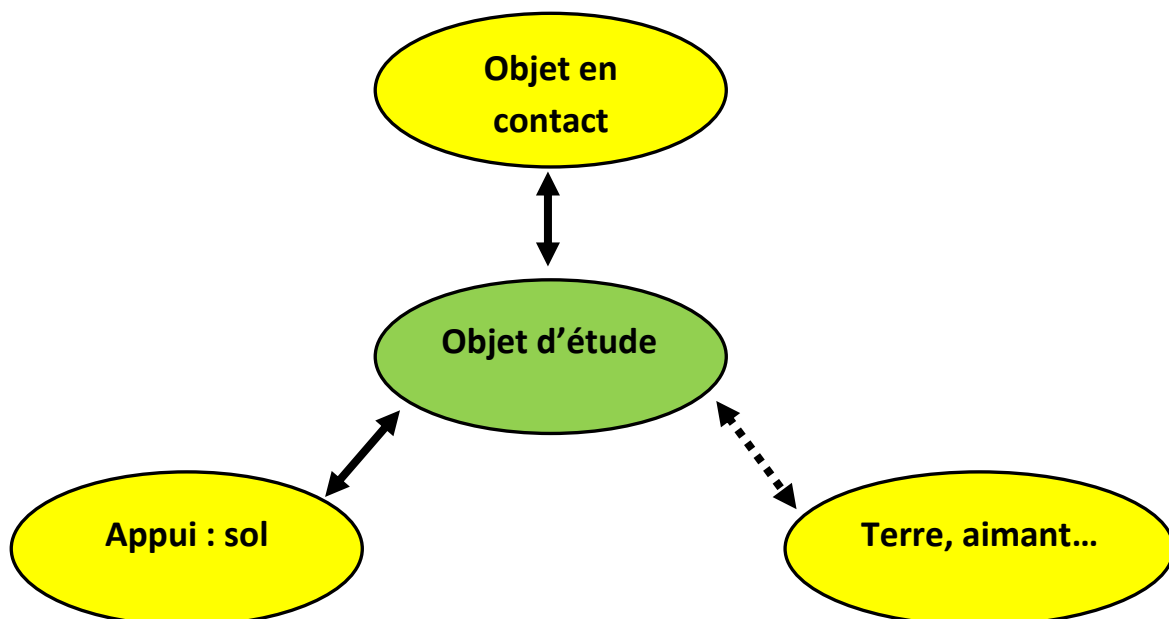 Objet en
contact
Objet d’étude
Appui : sol
Terre, aimant…